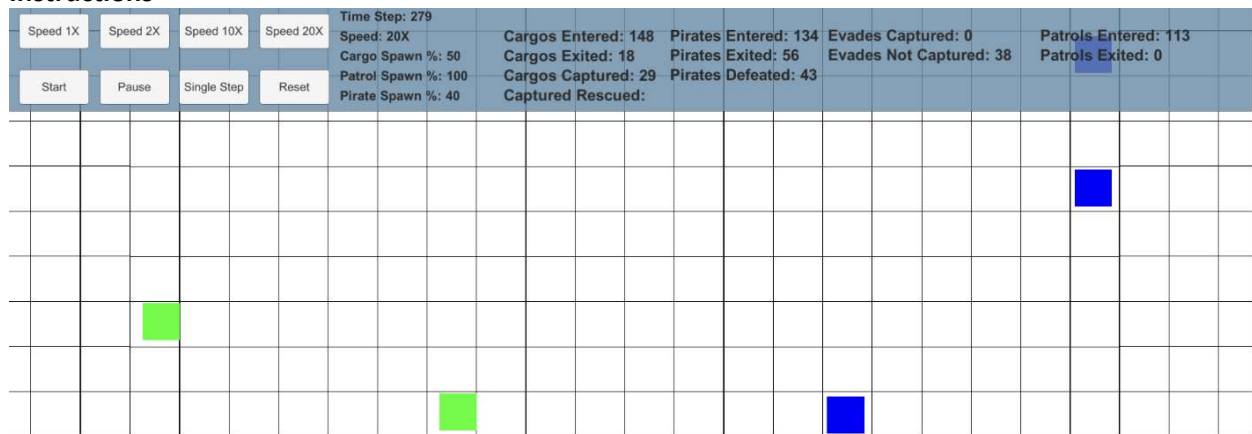 Instructions
Speed 1X
Speed 2X
Speed 10X
Speed 20X
Start
Pause
Single Step
Reset
Time Step: 279
Speed: 20X
Cargo Spawn %: 50
Patrol Spawn %: 100
Pirate Spawn %: 40
Cargos Entered: 148
Cargos Exited: 18
Cargos Captured: 29
Captured Rescued:
Pirates Entered: 134
Pirates Exited: 56
Pirates Defeated: 43
Evades Captured: 0
Evades Not Captured: 38
Patrols Entered: 113
Patrols Exited: 0